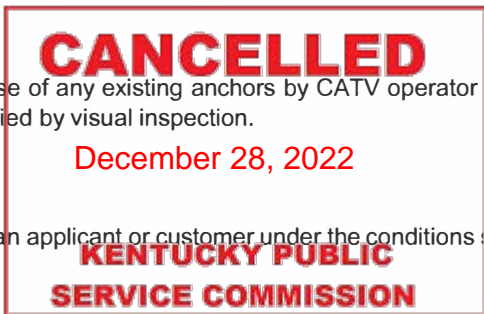 CANCELLED
se of any existing anchors by CATV operator
ied by visual inspection.
December 28, 2022
an applicant or customer under the conditions s
KENTUCKY PUBLIC
SERVICE COMMISSION